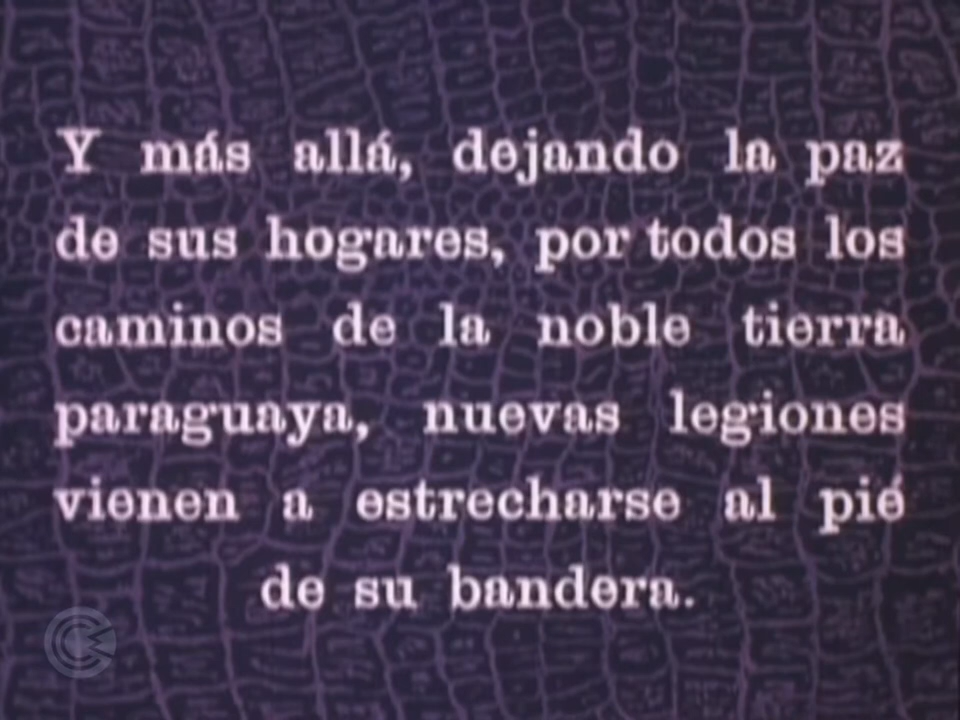 Y más allá, dejando la paz
de sus hogares, por todos los
caminos de la noble tierra
paraguaya, nuevas legiones
vienen a estrecharse al pié
de su bandera.